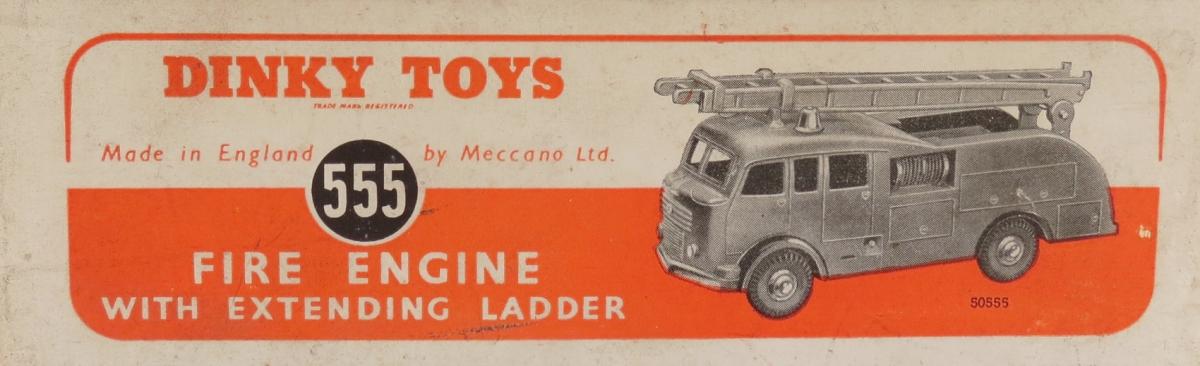 DINKY TOYS
TRADE MARK REGISTERED
Made in England 555 by Meccano Ltd.
FIRE ENGINE
WITH EXTENDING LADDER
50555